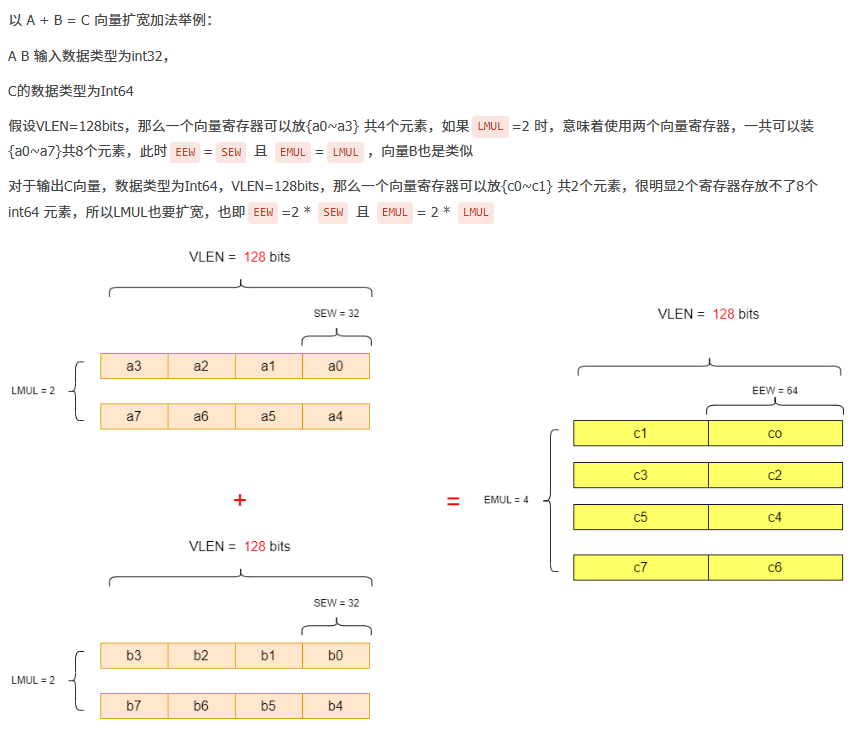 以 A + B = C 向量扩宽加法举例：
A B 输入数据类型为int32，
C的数据类型为Int64
假设VLEN=128bits，那么一个向量寄存器可以放{a0~a3} 共4个元素，如果 LMUL =2 时，意味着使用两个向量寄存器，一共可以装
{a0~a7}共8个元素，此时 EEW = SEW 且 EMUL = LMUL ，向量B也是类似
对于输出C向量，数据类型为Int64，VLEN=128bits，那么一个向量寄存器可以放{c0~c1} 共2个元素，很明显2个寄存器存放不了8个
int64 元素，所以LMUL也要扩宽，也即 EEW =2 * SEW 且 EMUL = 2 * LMUL
VLEN = 128 bits
SEW = 32
LMUL = 2
a3 a2 a1 a0
a7 a6 a5 a4
+
VLEN = 128 bits
SEW = 32
LMUL = 2
b3 b2 b1 b0
b7 b6 b5 b4
=
VLEN = 128 bits
EEW = 64
EMUL = 4
c1 co
c3 c2
c5 c4
c7 c6